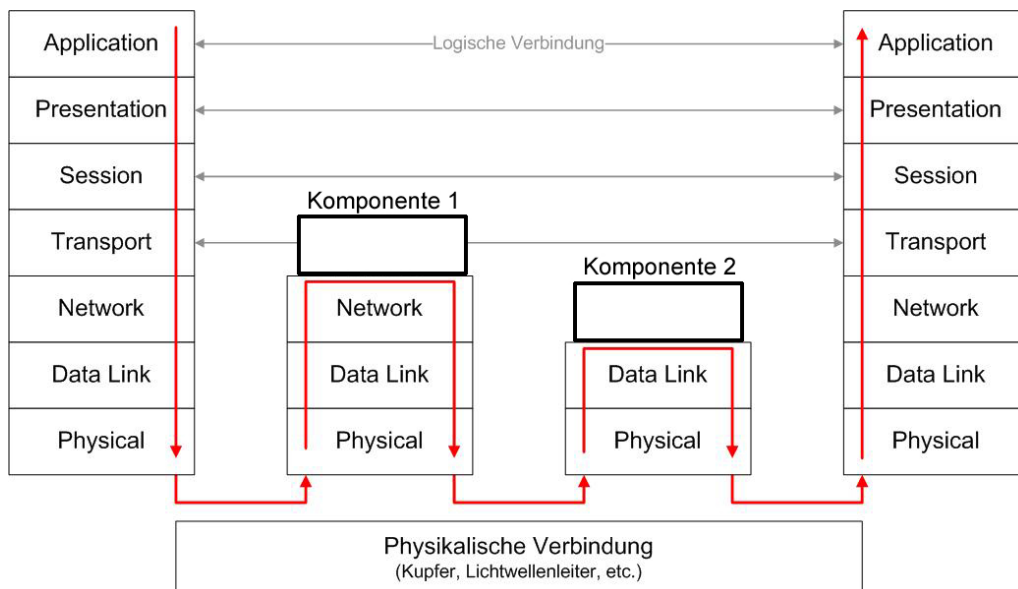 Application
Logische Verbindung
Application
Presentation
Presentation
Session
Session
Komponente 1
Transport
Transport
Komponente 2
Network
Network
Network
Data Link
Data Link
Data Link
Data Link
Physical
Physical
Physical
Physical
Physikalische Verbindung
(Kupfer, Lichtwellenleiter, etc.)